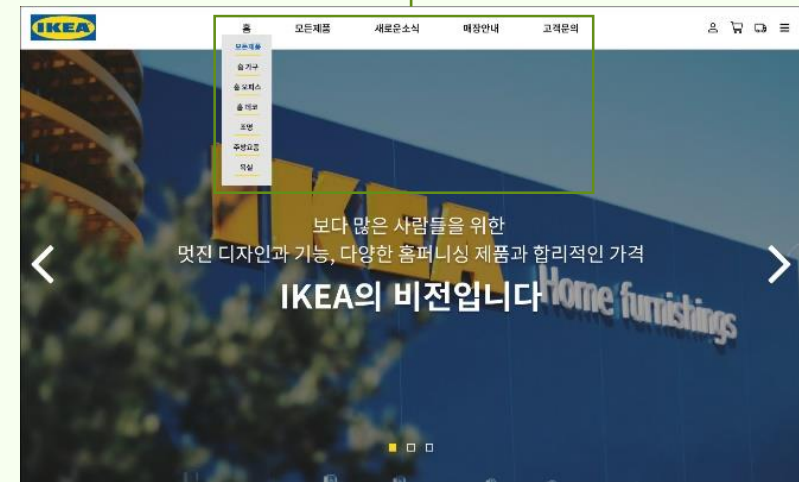 IKEA
홈 모든제품 새로운소식 매장안내 고객문의
모든제품
홈 가구
홈 오피스
홈 데코
조명
주방요품
욕실
IKEA
보다 많은 사람들을 위한
멋진 디자인과 기능, 다양한 홈퍼니싱 제품과 합리적인 가격
IKEA의 비전입니다
Home furnishings